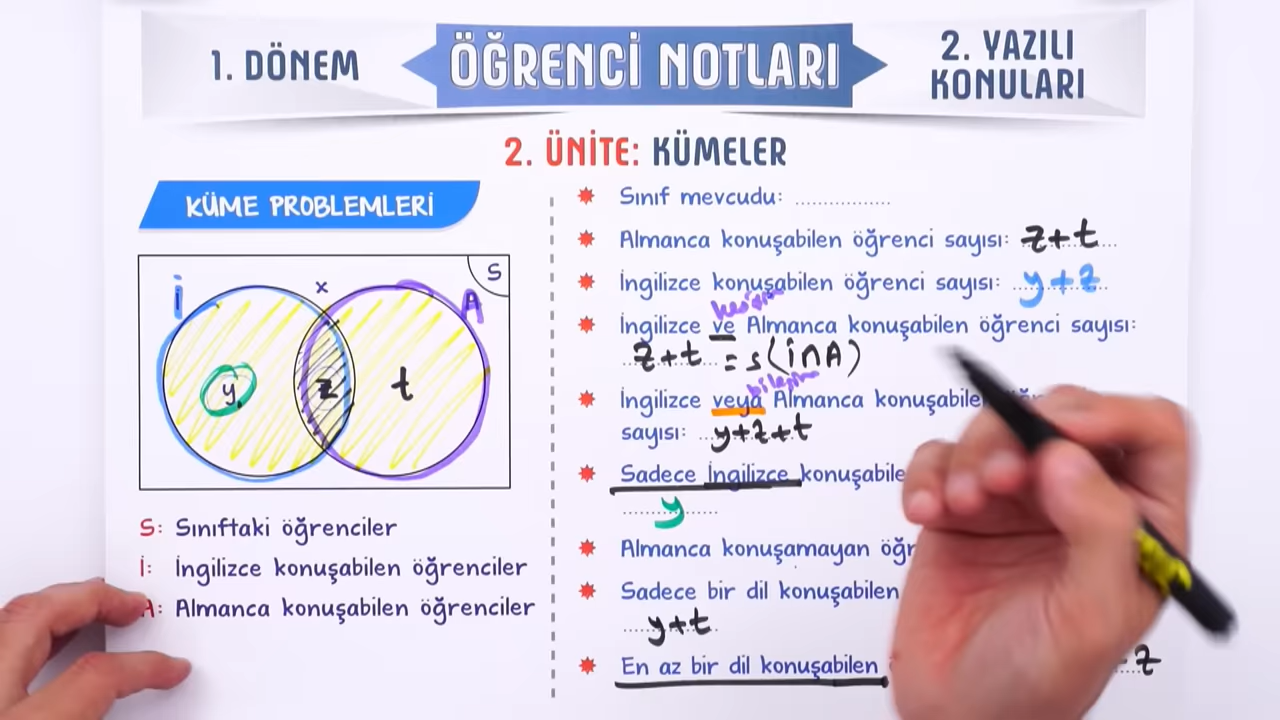 1. DÖNEM
ÖĞRENCİ NOTLARI
2. YAZILI
KONULARI
2. ÜNİTE: KÜMELER
KÜME PROBLEMLERİ
S
x
İ
A
y
z
t
S: Sınıftaki öğrenciler
İ: İngilizce konuşabilen öğrenciler
A: Almanca konuşabilen öğrenciler
Sınıf mevcudu: ....................
Almanca konuşabilen öğrenci sayısı: z+t
İngilizce konuşabilen öğrenci sayısı: y+z
kesişim
İngilizce ve Almanca konuşabilen öğrenci sayısı:
z+t = s(İ∩A)
bileşim
İngilizce veya Almanca konuşabilen
sayısı: y+z+t
Sadece İngilizce konuşabile
y
Almanca konuşamayan öğr
Sadece bir dil konuşabilen
y+t
En az bir dil konuşabilen
z